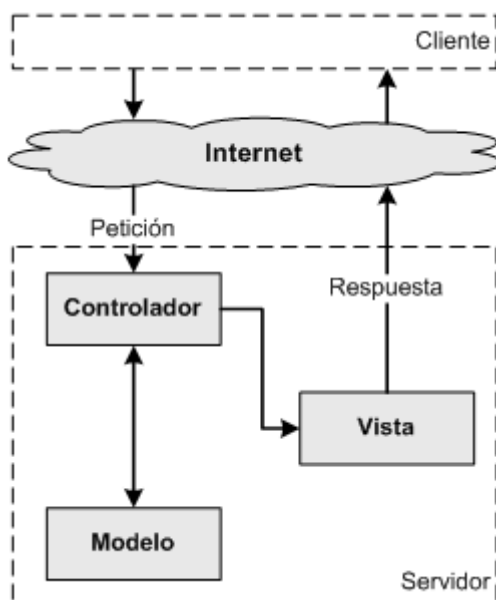 Cliente
Internet
Petición
Controlador
Respuesta
Vista
Modelo
Servidor